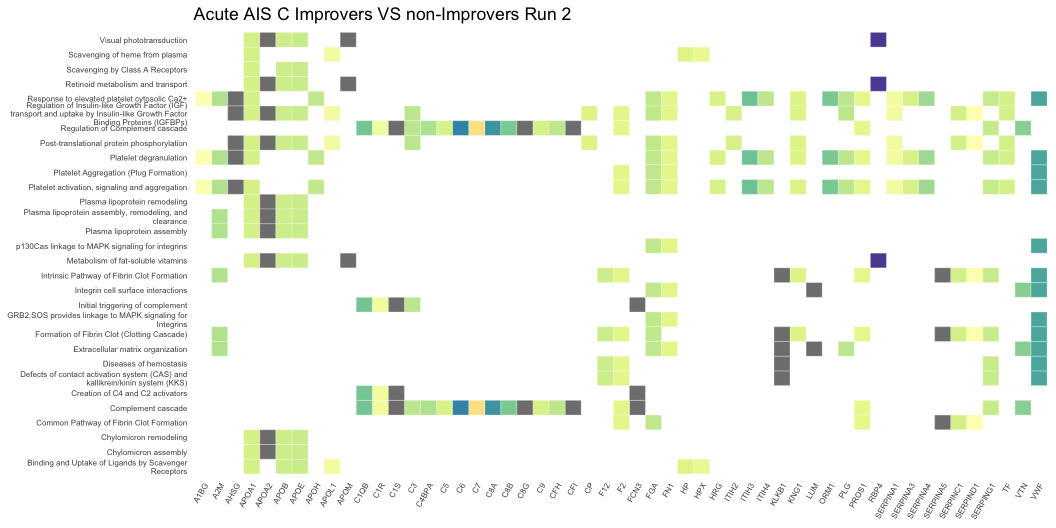 Acute AIS C Improvers VS non-Improvers Run 2
Visual phototransduction
Scavenging of heme from plasma
Scavenging by Class A Receptors
Retinoid metabolism and transport
Response to elevated platelet cytosolic Ca2+
Regulation of Insulin-like Growth Factor (IGF)
transport and uptake by Insulin-like Growth Factor
Binding Proteins (IGFBPs)
Regulation of Complement cascade
Post-translational protein phosphorylation
Platelet degranulation
Platelet Aggregation (Plug Formation)
Platelet activation, signaling and aggregation
Plasma lipoprotein remodeling
Plasma lipoprotein assembly, remodeling, and
clearance
Plasma lipoprotein assembly
p130Cas linkage to MAPK signaling for integrins
Metabolism of fat-soluble vitamins
Intrinsic Pathway of Fibrin Clot Formation
Integrin cell surface interactions
Initial triggering of complement
GRB2:SOS provides linkage to MAPK signaling for
Integrins
Formation of Fibrin Clot (Clotting Cascade)
Extracellular matrix organization
Diseases of hemostasis
Defects of contact activation system (CAS) and
kallikrein/kinin system (KKS)
Creation of C4 and C2 activators
Complement cascade
Common Pathway of Fibrin Clot Formation
Chylomicron remodeling
Chylomicron assembly
Binding and Uptake of Ligands by Scavenger
Receptors
A1BG
A2M
AHSG
APOA1
APOA2
APOB
APOE
APOH
APOL1
APOM
C1QB
C1R
C1S
C3
C4BPA
C5
C6
C7
C8A
C8B
C8G
C9
CFH
CFI
CP
F12
F2
FCN3
FGA
FN1
HP
HPX
HRG
ITIH2
ITIH3
ITIH4
KLKB1
KNG1
LUM
ORM1
PLG
PROS1
RBP4
SERPINA1
SERPINA3
SERPINA4
SERPINA5
SERPINC1
SERPIND1
SERPING1
TF
VTN
VWF